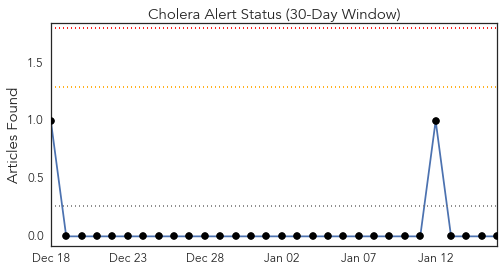 Cholera Alert Status (30-Day Window)
Articles Found
1.5
1.0
0.5
0.0
Dec 18 Dec 23 Dec 28 Jan 02 Jan 07 Jan 12